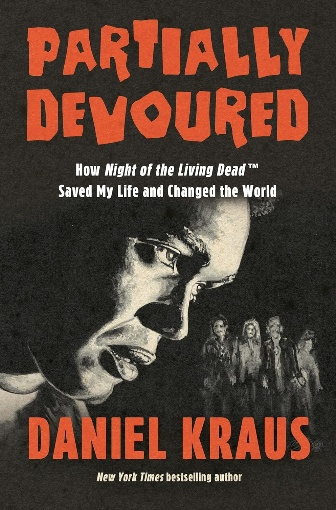 PARTIALLY
DEVOURED
How Night of the Living Dead™
Saved My Life and Changed the World
DANIEL KRAUS
New York Times bestselling author